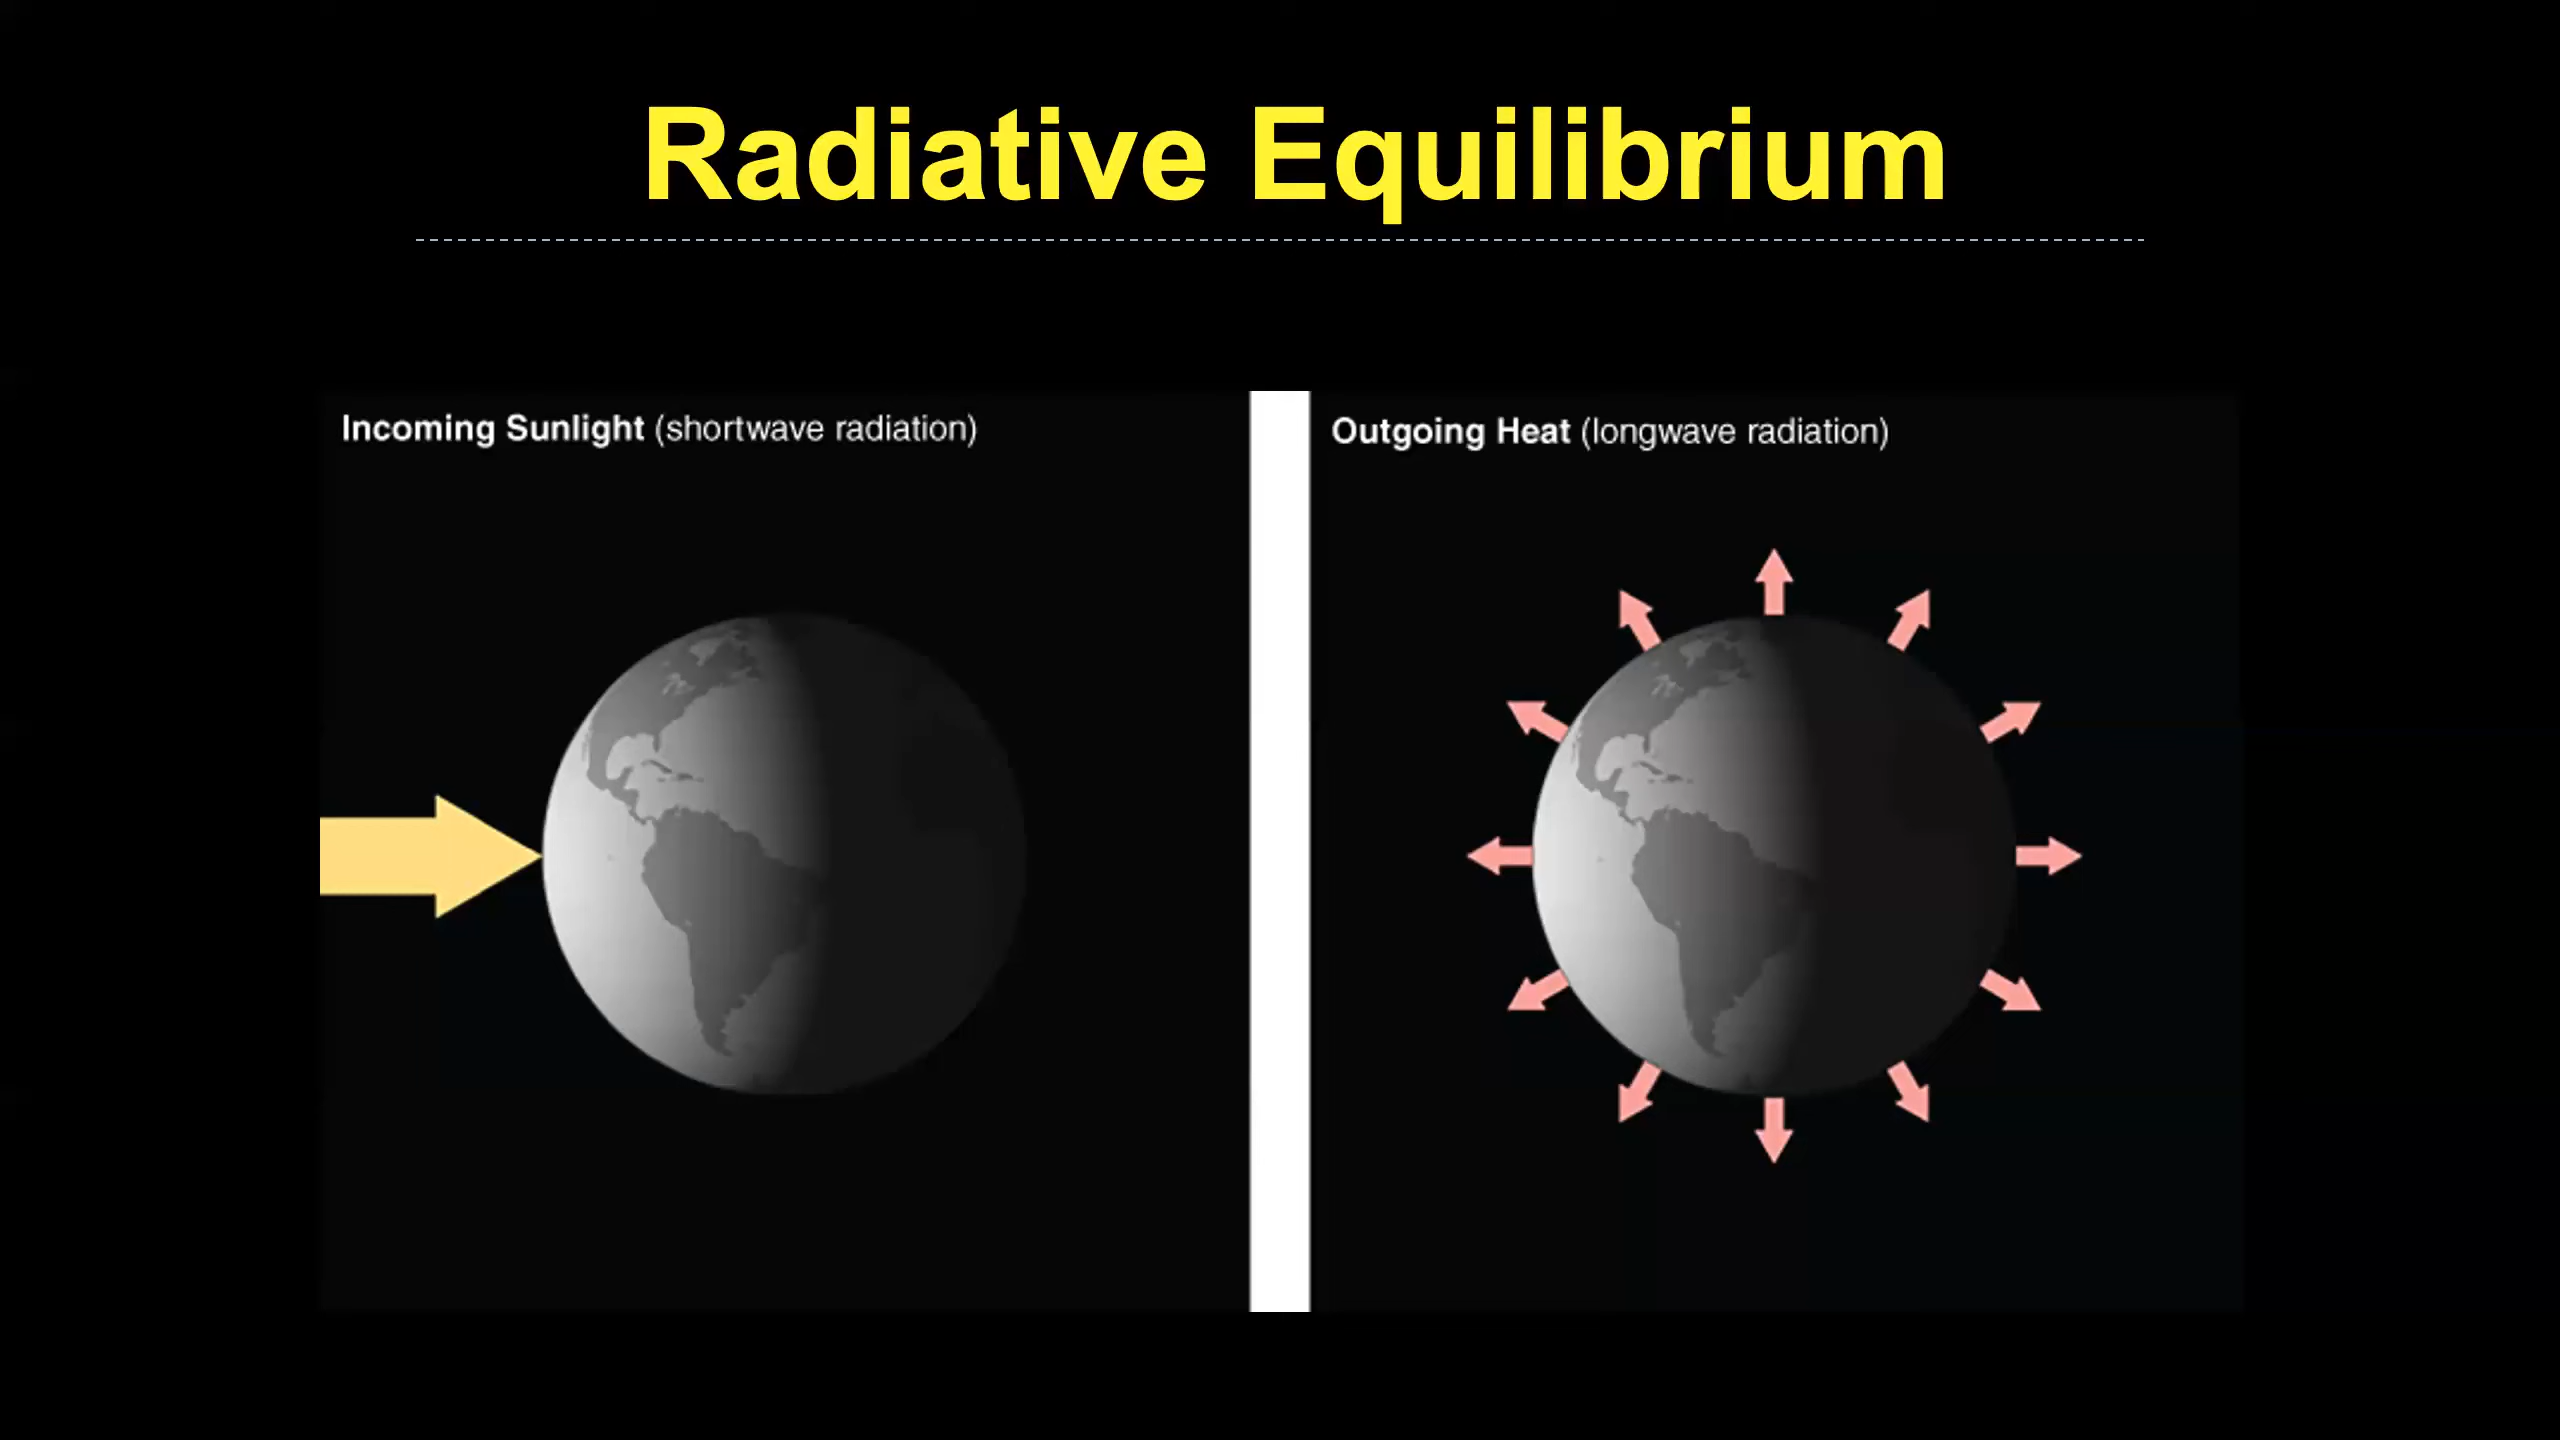 Radiative Equilibrium
Incoming Sunlight (shortwave radiation)
Outgoing Heat (longwave radiation)